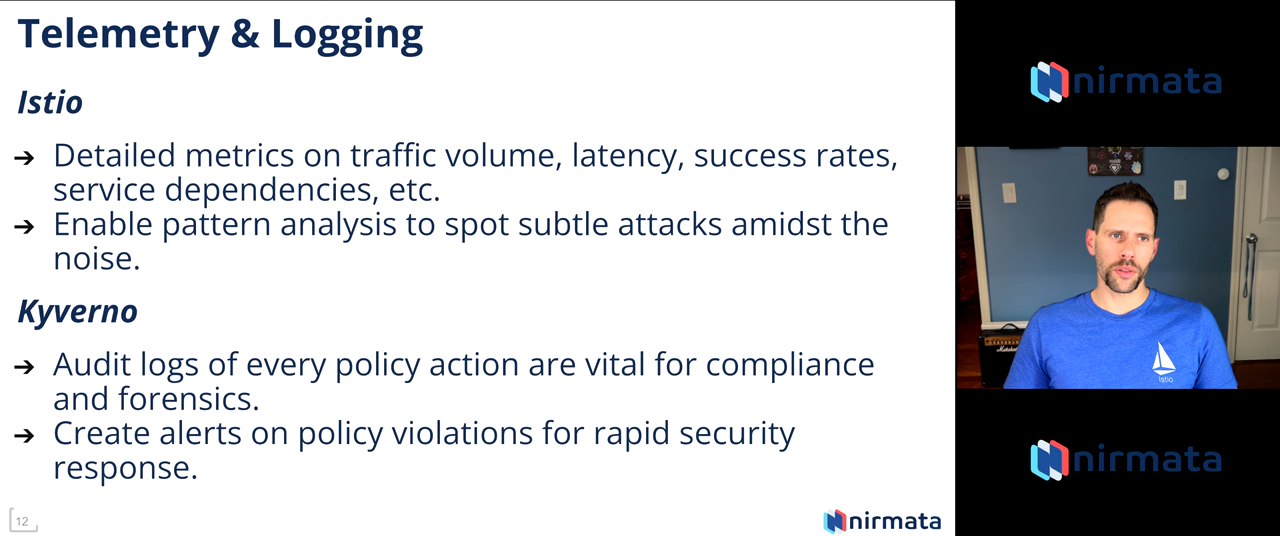 Telemetry & Logging
Istio
➔ Detailed metrics on traffic volume, latency, success rates,
service dependencies, etc.
➔ Enable pattern analysis to spot subtle attacks amidst the
noise.
Kyverno
➔ Audit logs of every policy action are vital for compliance
and forensics.
➔ Create alerts on policy violations for rapid security
response.
12
nirmata
nirmata
Marshall
Istio
nirmata